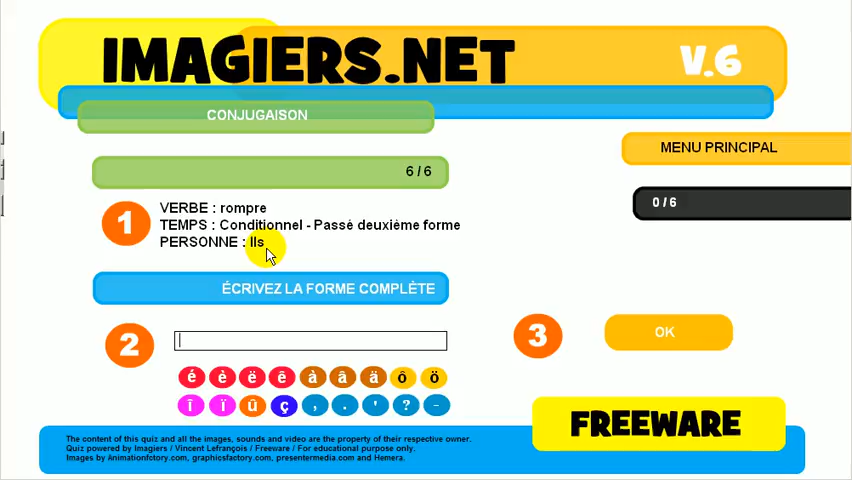 IMAGIERS.NET
V.6
CONJUGAISON
MENU PRINCIPAL
6 / 6
0 / 6
1
VERBE : rompre
TEMPS : Conditionnel - Passé deuxième forme
PERSONNE : Ils
ÉCRIVEZ LA FORME COMPLÈTE
2
3
OK
é è ë ê à â ä ô ö
î ï û ç , . ' ? -
FREEWARE
The content of this quiz and all the images, sounds and video are the property of their respective owner.
Quiz powered by Imagiers / Vincent Lefrançois / Freeware / For educational purpose only.
Images by Animationfctory.com, graphicsfactory.com, presentermedia.com and Hemera.